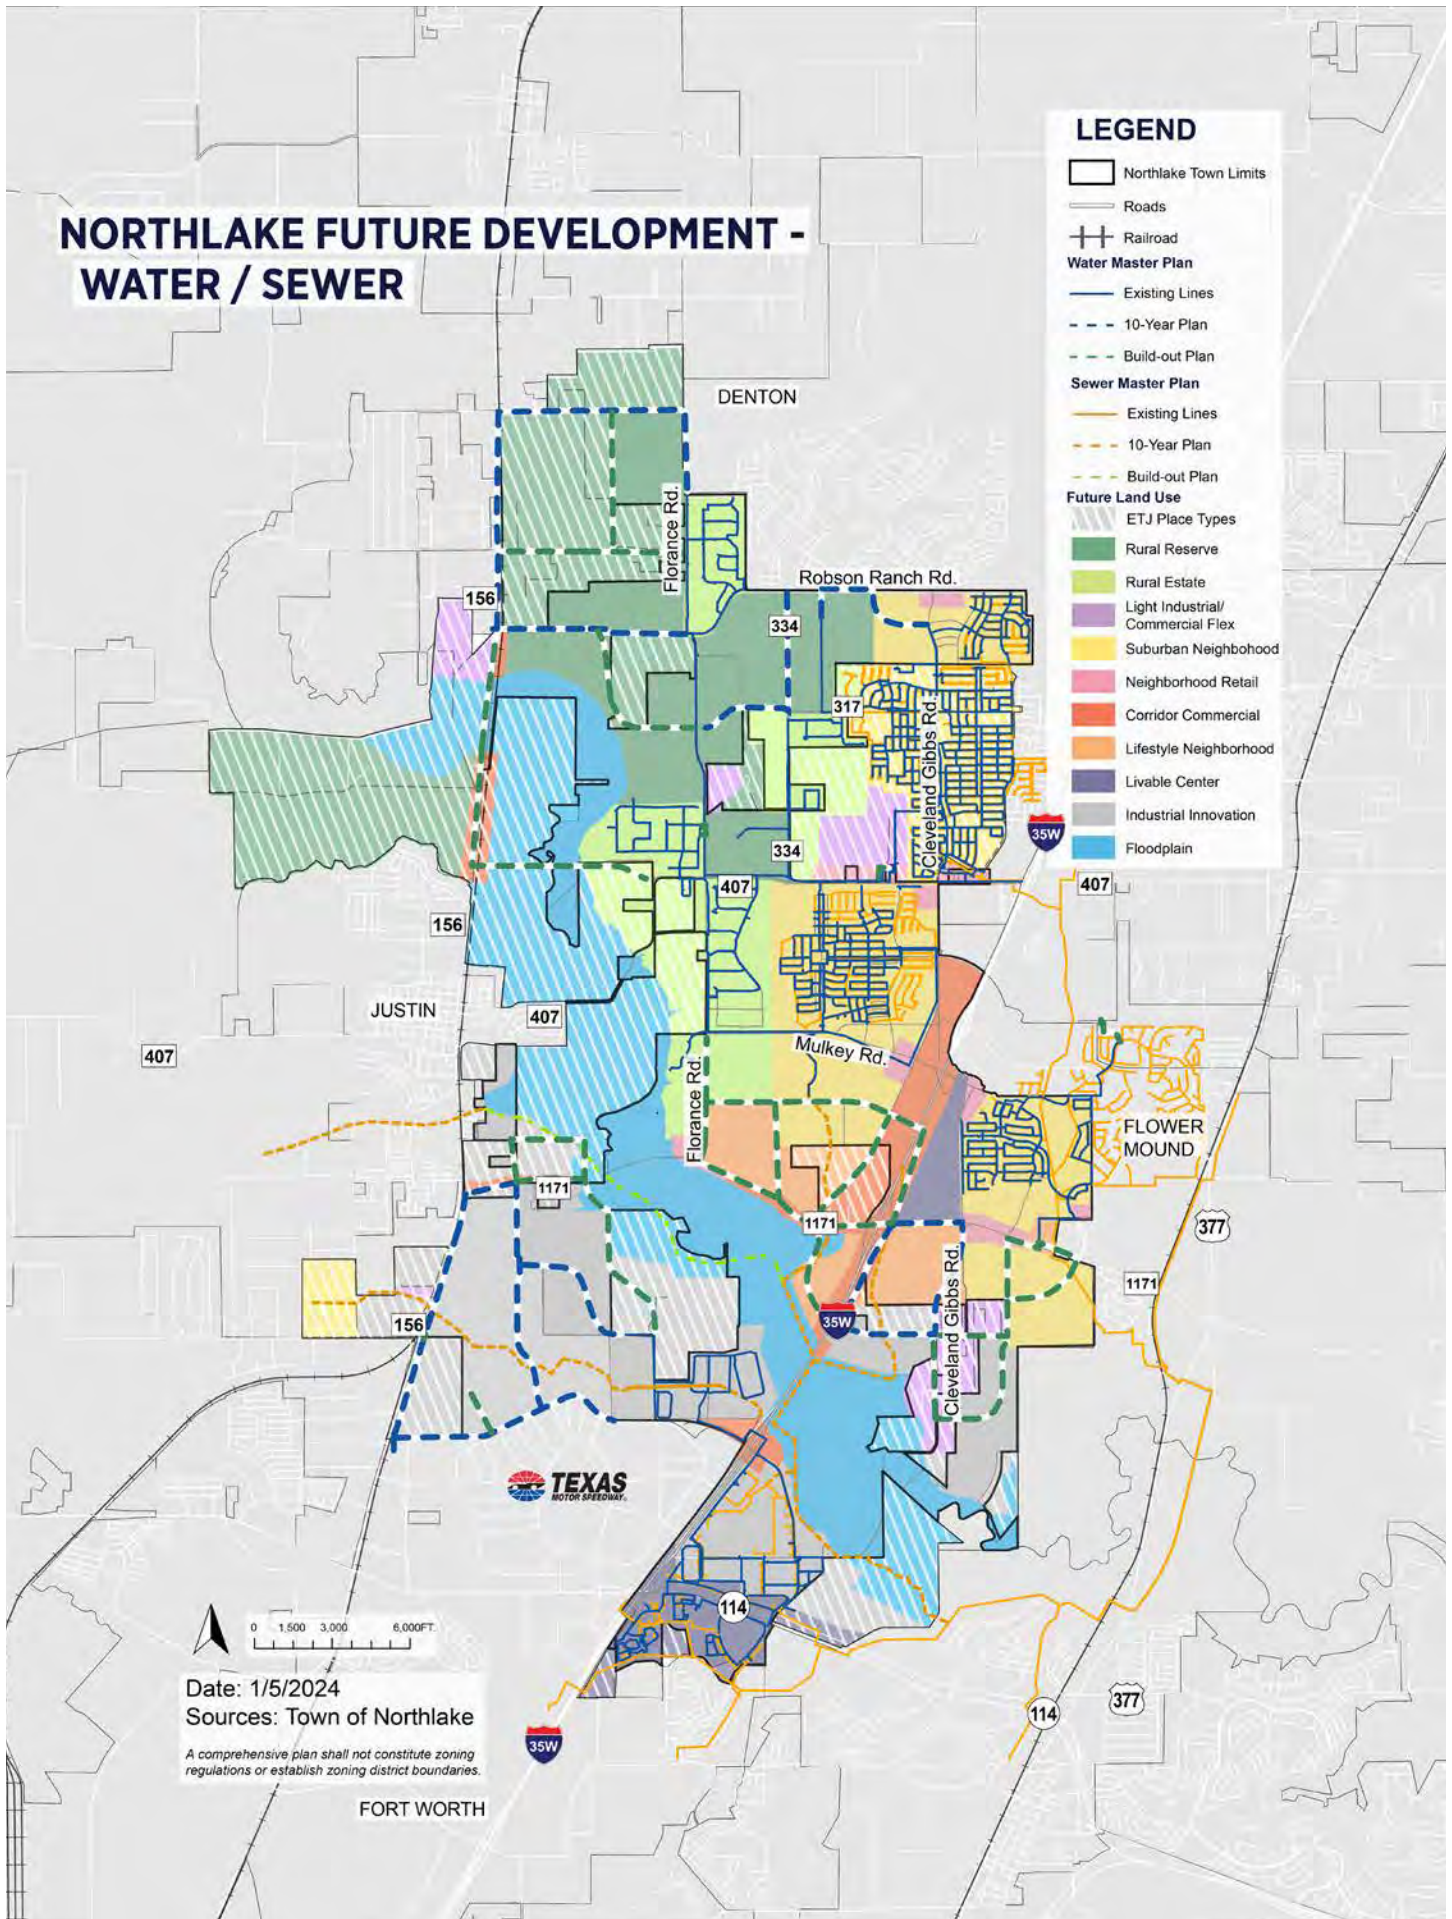 NORTHLAKE FUTURE DEVELOPMENT -
WATER / SEWER
LEGEND
Northlake Town Limits
Roads
Railroad
Water Master Plan
Existing Lines
10-Year Plan
Build-out Plan
Sewer Master Plan
Existing Lines
10-Year Plan
Build-out Plan
Future Land Use
ETJ Place Types
Rural Reserve
Rural Estate
Light Industrial/
Commercial Flex
Suburban Neighbohood
Neighborhood Retail
Corridor Commercial
Lifestyle Neighborhood
Livable Center
Industrial Innovation
Floodplain
DENTON
Florance Rd.
Robson Ranch Rd.
156
334
317
Cleveland Gibbs Rd.
35W
334
407
407
156
JUSTIN
407
407
Mulkey Rd.
Florance Rd.
FLOWER
MOUND
1171
1171
377
Cleveland Gibbs Rd.
1171
156
35W
TEXAS
MOTOR SPEEDWAY
114
0 1,500 3,000 6,000FT.
Date: 1/5/2024
Sources: Town of Northlake
A comprehensive plan shall not constitute zoning
regulations or establish zoning district boundaries.
377
114
35W
FORT WORTH